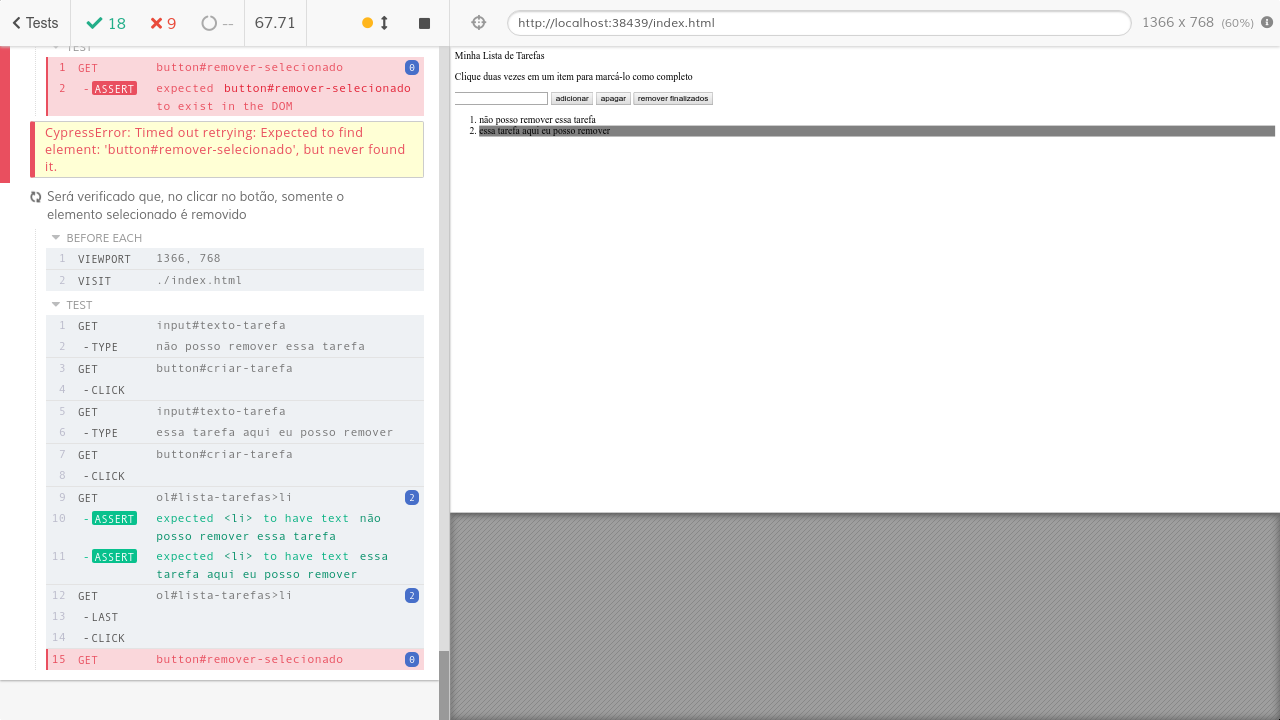 Tests
18
9
--
67.71
http://localhost:38439/index.html
1366 x 768 (60%)
TEST
1 GET button#remover-selecionado 0
2 -ASSERT expected button#remover-selecionado
to exist in the DOM
CypressError: Timed out retrying: Expected to find
element: 'button#remover-selecionado', but never found
it.
Será verificado que, no clicar no botão, somente o
elemento selecionado é removido
BEFORE EACH
1 VIEWPORT 1366, 768
2 VISIT ./index.html
TEST
1 GET input#texto-tarefa
2 -TYPE não posso remover essa tarefa
3 GET button#criar-tarefa
4 -CLICK
5 GET input#texto-tarefa
6 -TYPE essa tarefa aqui eu posso remover
7 GET button#criar-tarefa
8 -CLICK
9 GET ol#lista-tarefas>li 2
10 -ASSERT expected <li> to have text não
posso remover essa tarefa
11 -ASSERT expected <li> to have text essa
tarefa aqui eu posso remover
12 GET ol#lista-tarefas>li 2
13 -LAST
14 -CLICK
15 GET button#remover-selecionado 0
Minha Lista de Tarefas
Clique duas vezes em um item para marcá-lo como completo
adicionar apagar remover finalizados
1. não posso remover essa tarefa
2. essa tarefa aqui eu posso remover